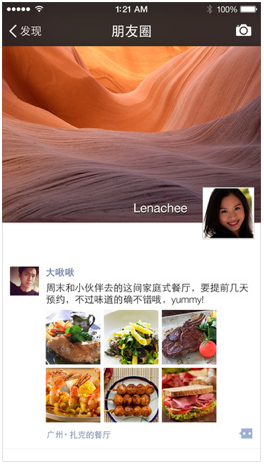 1:21 AM 100%
发现 朋友圈
Lenachee
大啾啾
周末和小伙伴去的这间家庭式餐厅，要提前几天
预约，不过味道的确不错哦，yummy!
广州·扎克的餐厅